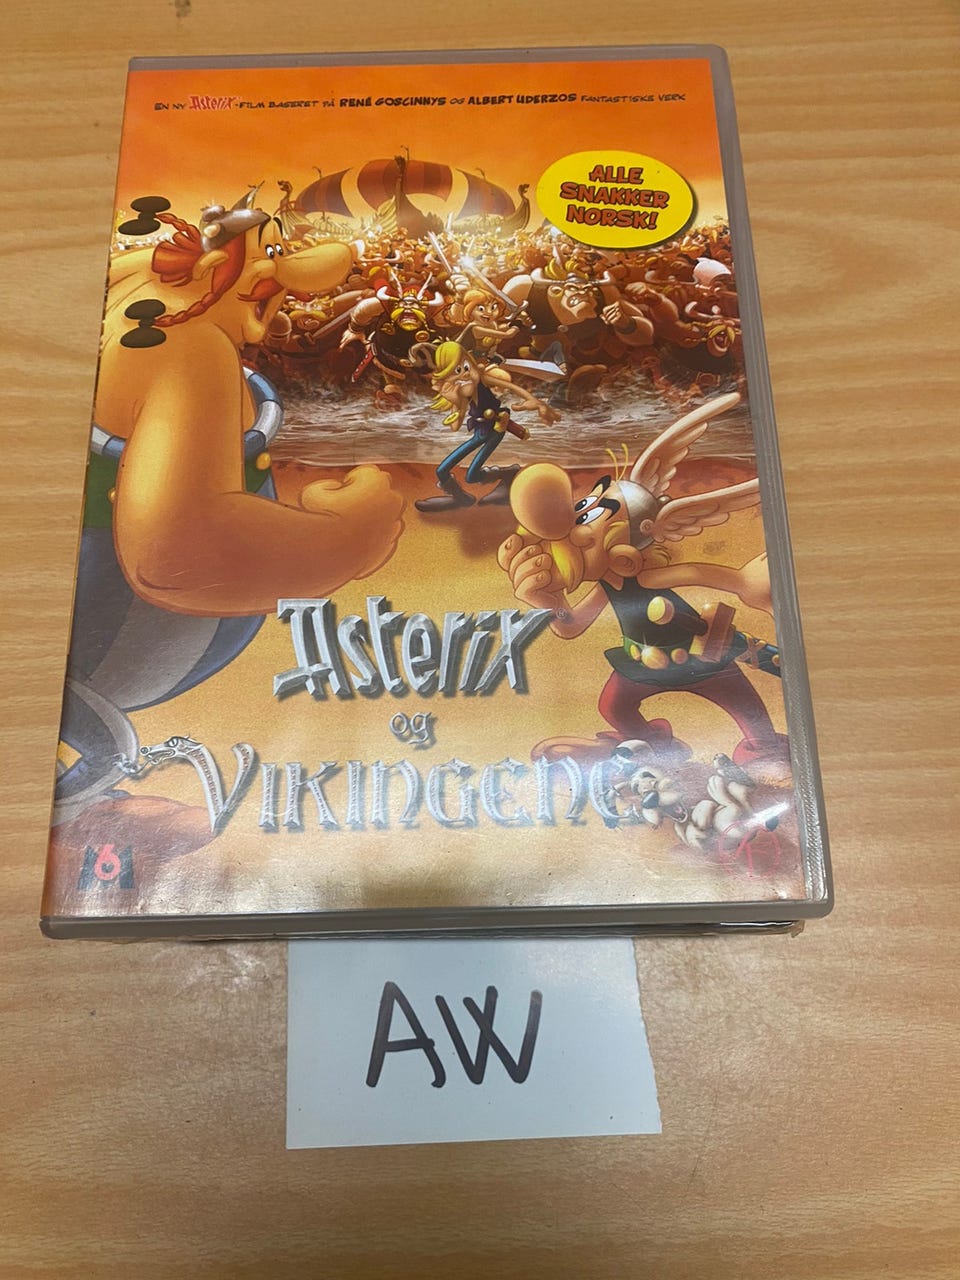 EN NY Asterix-FILM BASERET PÅ RENÉ GOSCINNYS OG ALBERT UDERZOS FANTASTISKE VERK
ALLE
SNAKKER
NORSK!
Asterix®
og
VIKINGENE
M6
AW